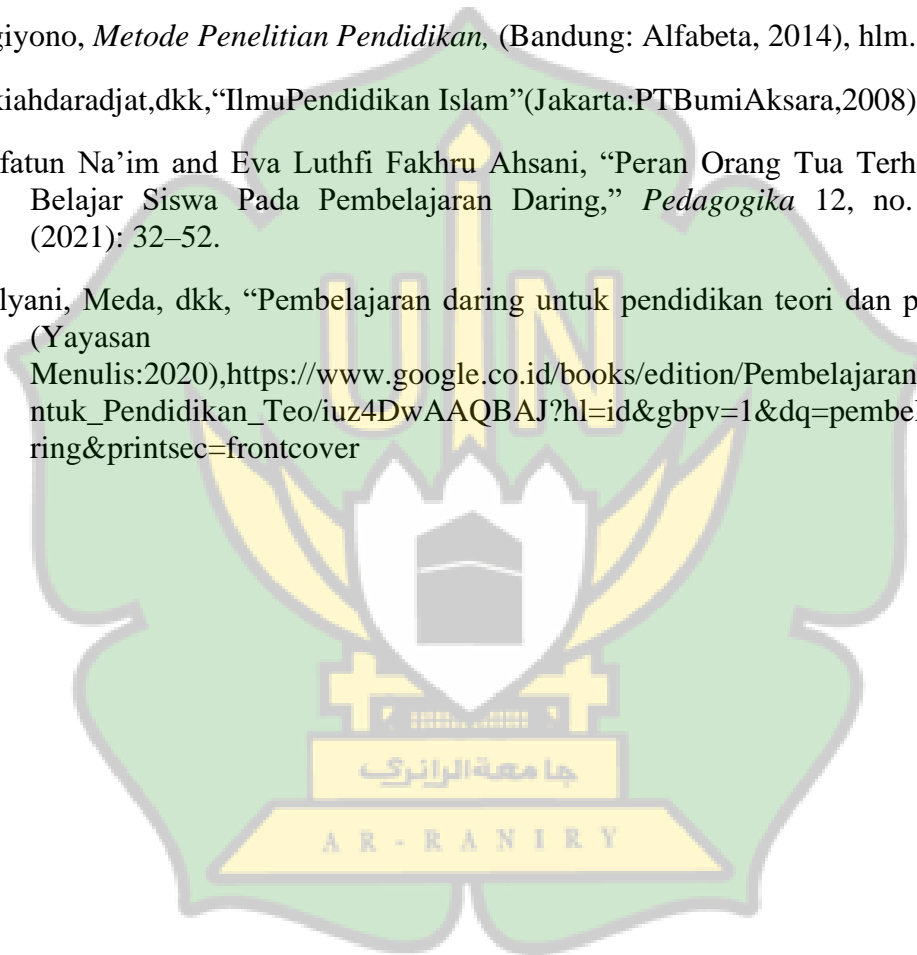 giyono, Metode Penelitian Pendidikan, (Bandung: Alfabeta, 2014), hlm.
kiahdaradjat,dkk,“IlmuPendidikan Islam”(Jakarta:PTBumiAksara,2008)
fatun Na’im and Eva Luthfi Fakhru Ahsani, “Peran Orang Tua Terh
Belajar Siswa Pada Pembelajaran Daring,” Pedagogika 12, no.
(2021): 32–52.
lyani, Meda, dkk, “Pembelajaran daring untuk pendidikan teori dan p
(Yayasan
Menulis:2020),https://www.google.co.id/books/edition/Pembelajaran
ntuk_Pendidikan_Teo/iuz4DwAAQBAJ?hl=id&gbpv=1&dq=pembel
ring&printsec=frontcover
UIN
جامعة الرانري
AR-RANIRY